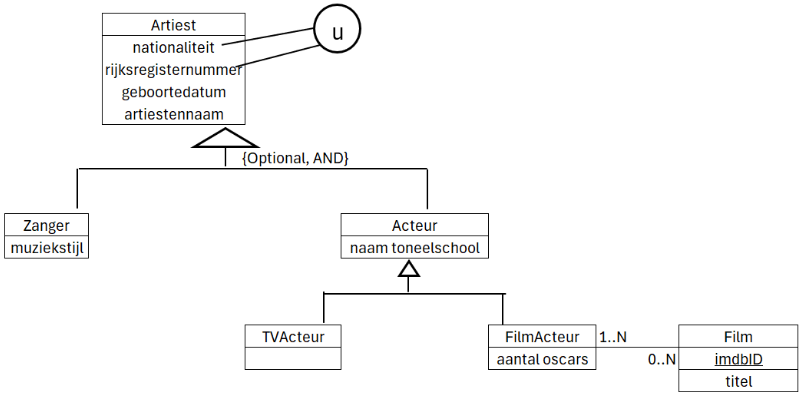 Artiest
nationaliteit
rijksregisternummer
geboortedatum
artiestennaam
u
{Optional, AND}
Zanger
muziekstijl
Acteur
naam toneelschool
TVActeur
FilmActeur
aantal oscars
1..N
0..N
Film
imdbID
titel